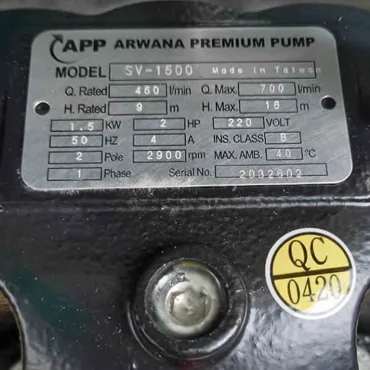 APP ARWANA PREMIUM PUMP
MODEL SV-1500 Made in Taiwan
Q. Rated 460 l/min Q. Max. 700 l/min
H. Rated 9 m H. Max. 16 m
1.5 KW 2 HP 220 VOLT
50 HZ 4 A INS. CLASS B
2 Pole 2900 rpm MAX. AMB. 40 °C
1 Phase Serial No. 2032602
QC
0420